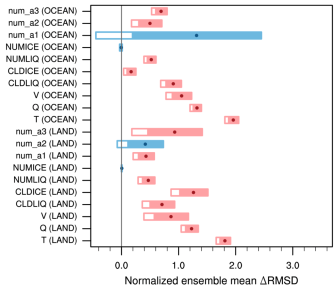 num_a3 (OCEAN)
num_a2 (OCEAN)
num_a1 (OCEAN)
NUMICE (OCEAN)
NUMLIQ (OCEAN)
CLDICE (OCEAN)
CLDLIQ (OCEAN)
V (OCEAN)
Q (OCEAN)
T (OCEAN)
num_a3 (LAND)
num_a2 (LAND)
num_a1 (LAND)
NUMICE (LAND)
NUMLIQ (LAND)
CLDICE (LAND)
CLDLIQ (LAND)
V (LAND)
Q (LAND)
T (LAND)
0.0 1.0 2.0 3.0
Normalized ensemble mean ΔRMSD